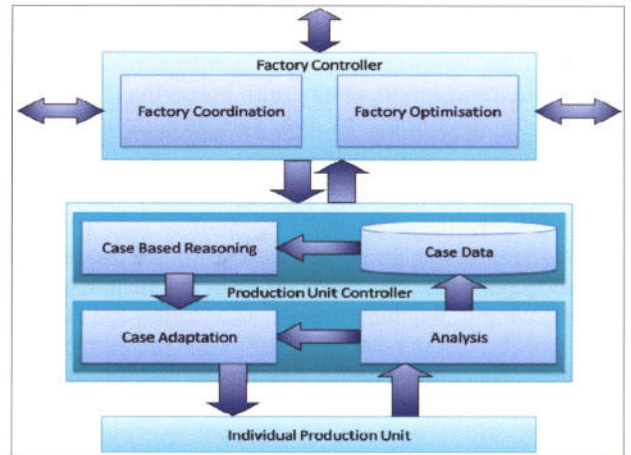 Factory Controller
Factory Coordination
Factory Optimisation
Case Based Reasoning
Case Data
Production Unit Controller
Case Adaptation
Analysis
Individual Production Unit